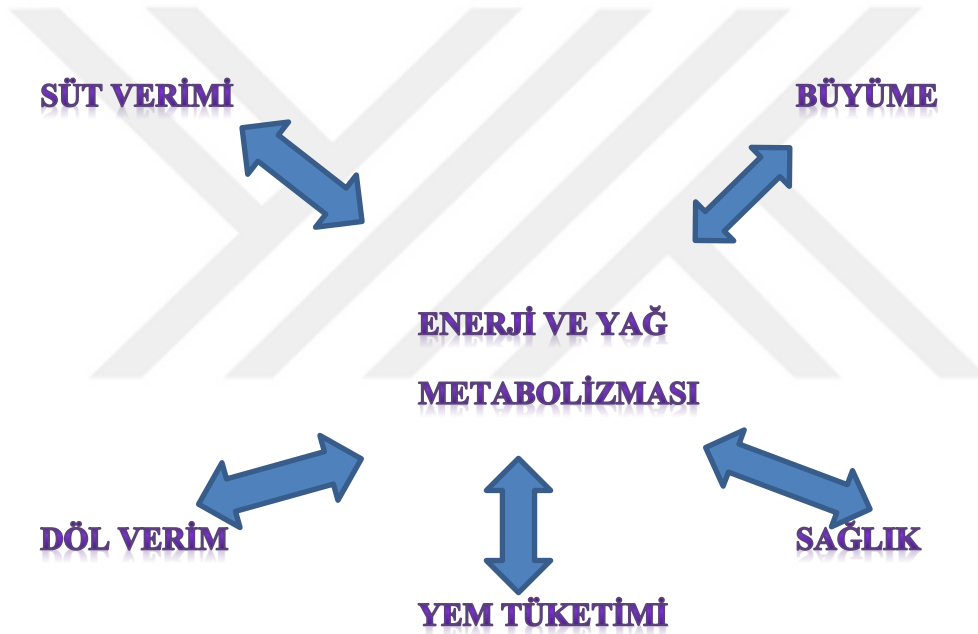 SÜT VERİMİ
BÜYÜME
ENERJİ VE YAĞ
METABOLİZMASI
DÖL VERİM
SAĞLIK
YEM TÜKETİMİ